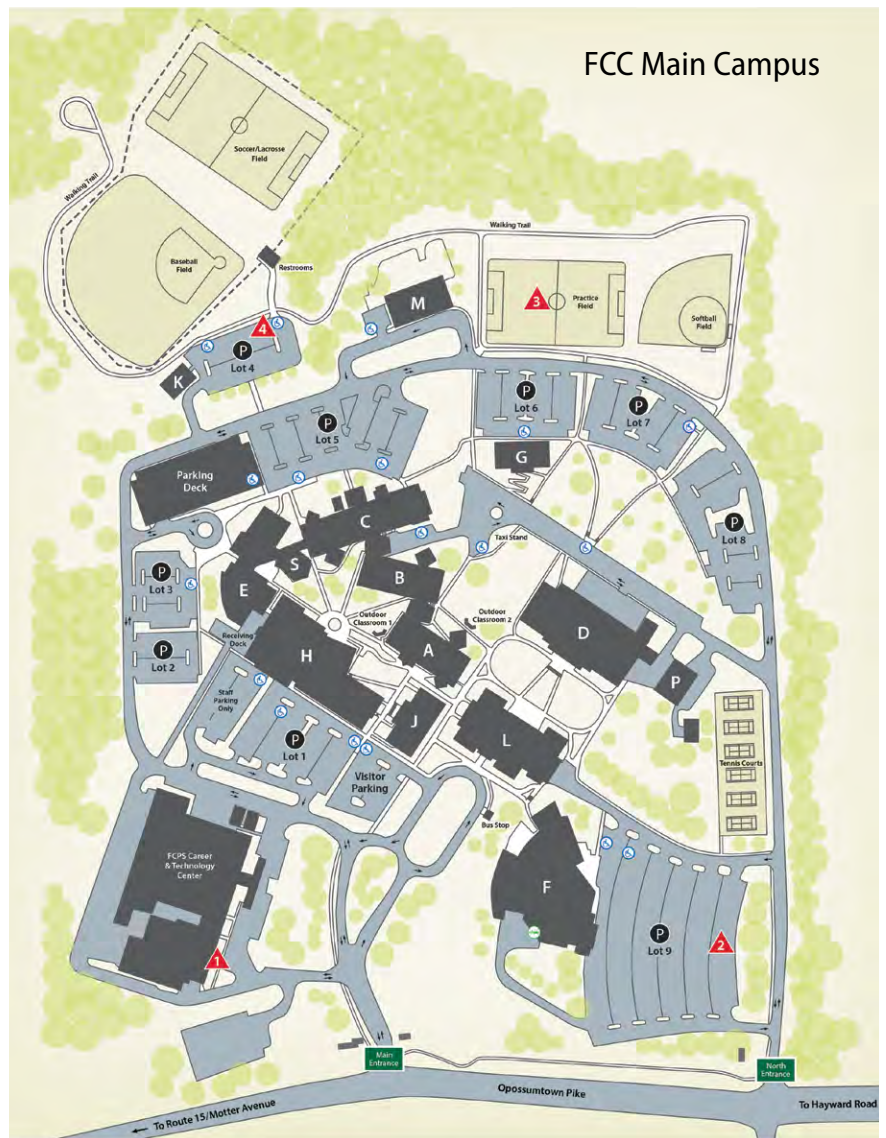 FCC Main Campus
Soccer/Lacrosse
Field
Walking Trail
Walking Trail
Baseball
Field
Restrooms
M
3
Practice
Field
Softball
Field
4
P
Lot 4
K
P
Lot 5
P
Lot 6
P
Lot 7
G
Parking
Deck
C
Taxi Stand
P
Lot 8
S
B
E
P
Lot 3
Outdoor
Classroom 1
Outdoor
Classroom 2
D
Receiving
Dock
H
A
P
Lot 2
P
Staff
Parking
Only
J
L
P
Lot 1
Visitor
Parking
Tennis Courts
Bus Stop
FCPS Career
& Technology
Center
F
P
Lot 9
2
1
Main
Entrance
North
Entrance
Opossumtown Pike
To Hayward Road
To Route 15/Motter Avenue